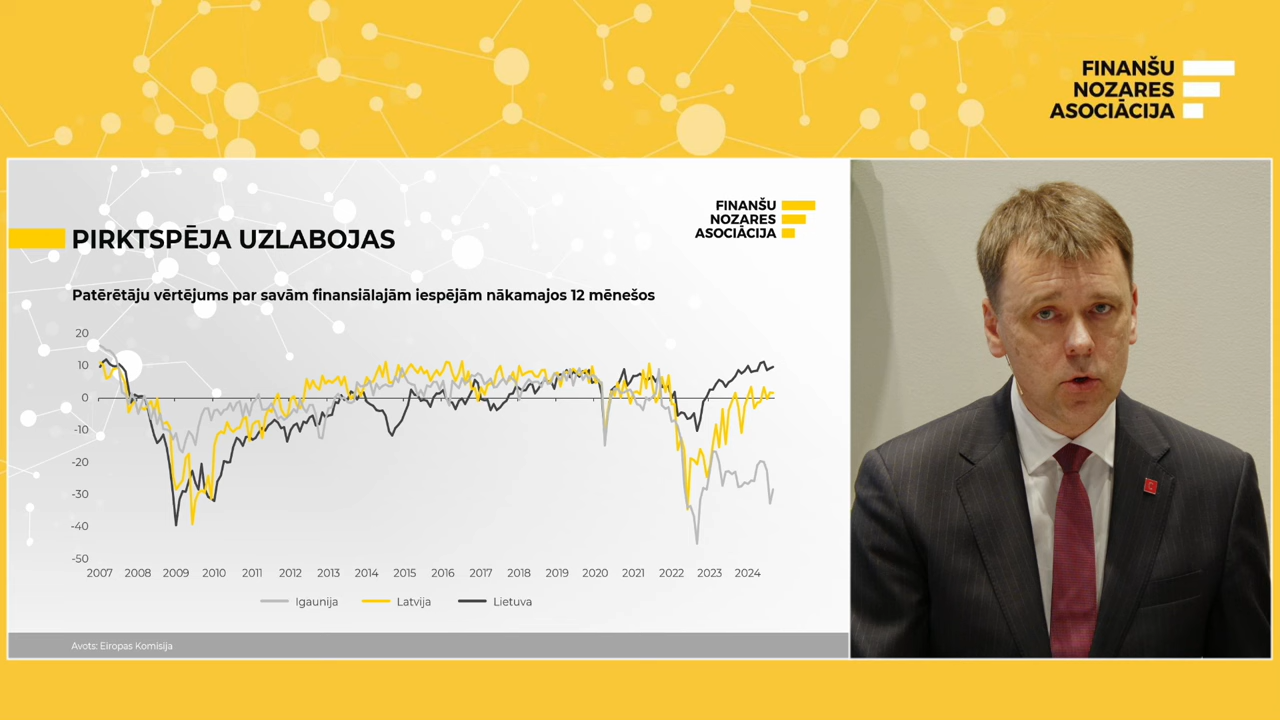 FINANŠU
NOZARES
ASOCIĀCIJA
FINANŠU
NOZARES
ASOCIĀCIJA
PIRKTSPĒJA UZLABOJAS
Patērētāju vērtējums par savām finansiālajām iespējām nākamajos 12 mēnešos
20
10
0
-10
-20
-30
-40
-50
2007 2008 2009 2010 2011 2012 2013 2014 2015 2016 2017 2018 2019 2020 2021 2022 2023 2024
Igaunija Latvija Lietuva
Avots: Eiropas Komisija